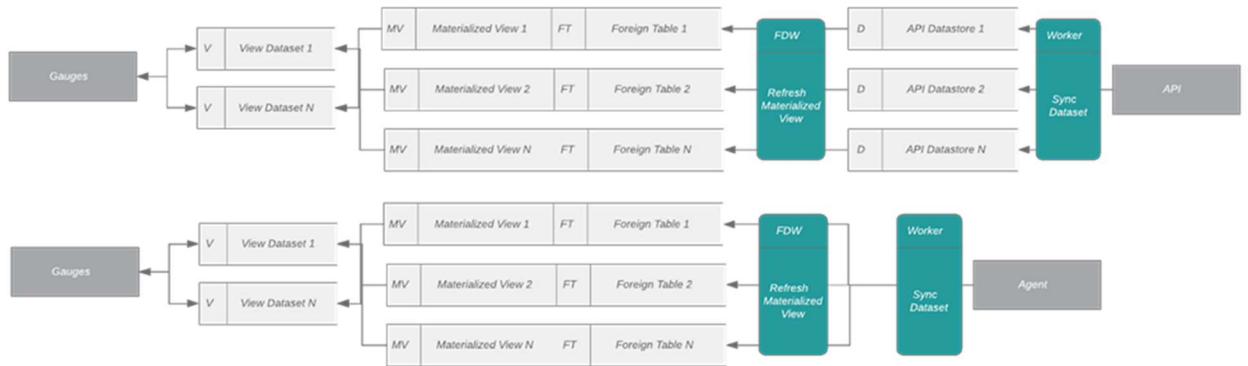 MV Materialized View 1 FT Foreign Table 1
FDW
D API Datastore 1
Worker
V View Dataset 1
Gauges
MV Materialized View 2 FT Foreign Table 2
Refresh
Materialized
View
D API Datastore 2
Sync
Dataset
API
V View Dataset N
MV Materialized View N FT Foreign Table N
D API Datastore N
MV Materialized View 1 FT Foreign Table 1
FDW
Worker
V View Dataset 1
Gauges
MV Materialized View 2 FT Foreign Table 2
Refresh
Materialized
View
Sync
Dataset
Agent
V View Dataset N
MV Materialized View N FT Foreign Table N